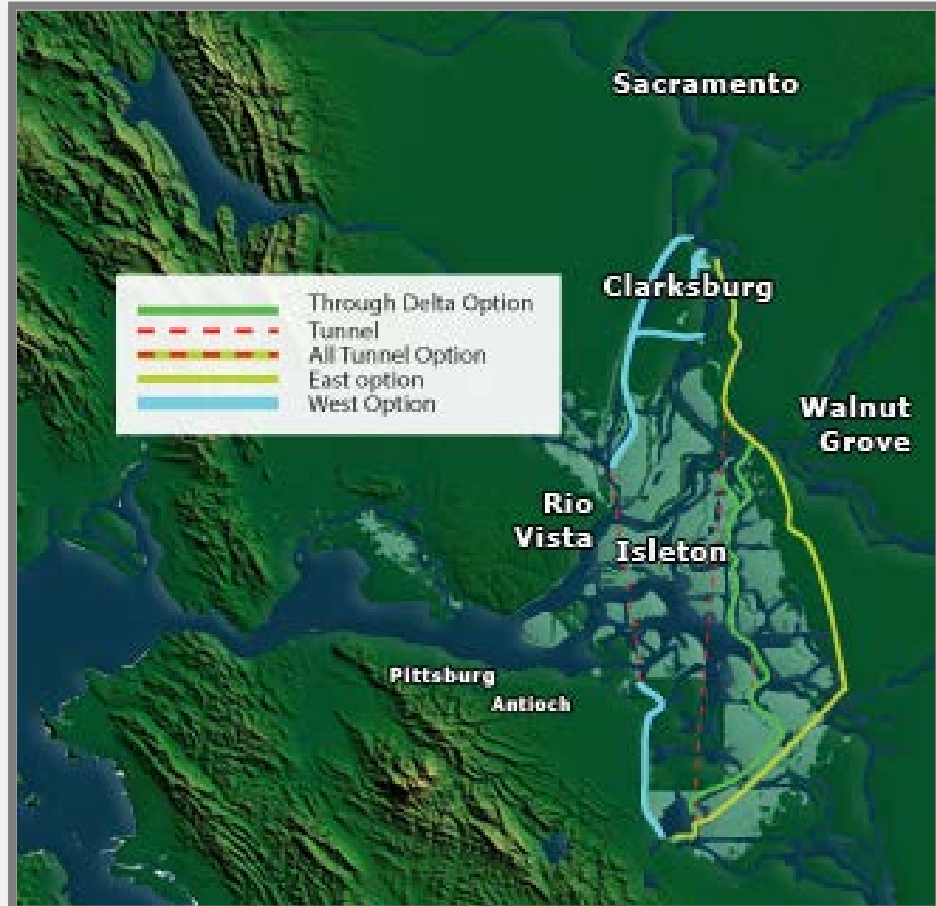 Sacramento
Clarksburg
Through Delta Option
Tunnel
All Tunnel Option
East option
West Option
Walnut
Grove
Rio
Vista
Isleton
Pittsburg
Antioch